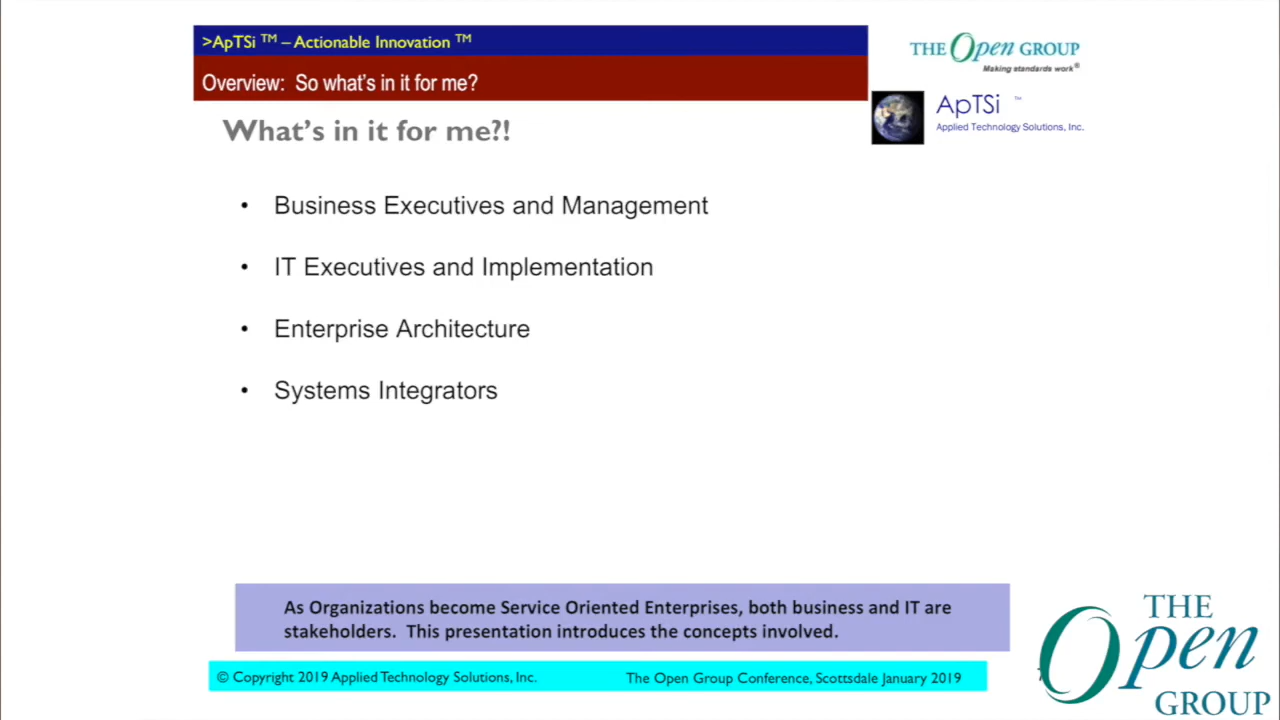 >ApTSi ™ – Actionable Innovation ™
Overview: So what's in it for me?
THE Open GROUP
Making standards work®
ApTSi ™
Applied Technology Solutions, Inc.
What's in it for me?!
• Business Executives and Management
• IT Executives and Implementation
• Enterprise Architecture
• Systems Integrators
As Organizations become Service Oriented Enterprises, both business and IT are
stakeholders. This presentation introduces the concepts involved.
© Copyright 2019 Applied Technology Solutions, Inc.
The Open Group Conference, Scottsdale January 2019
THE
Open
GROUP